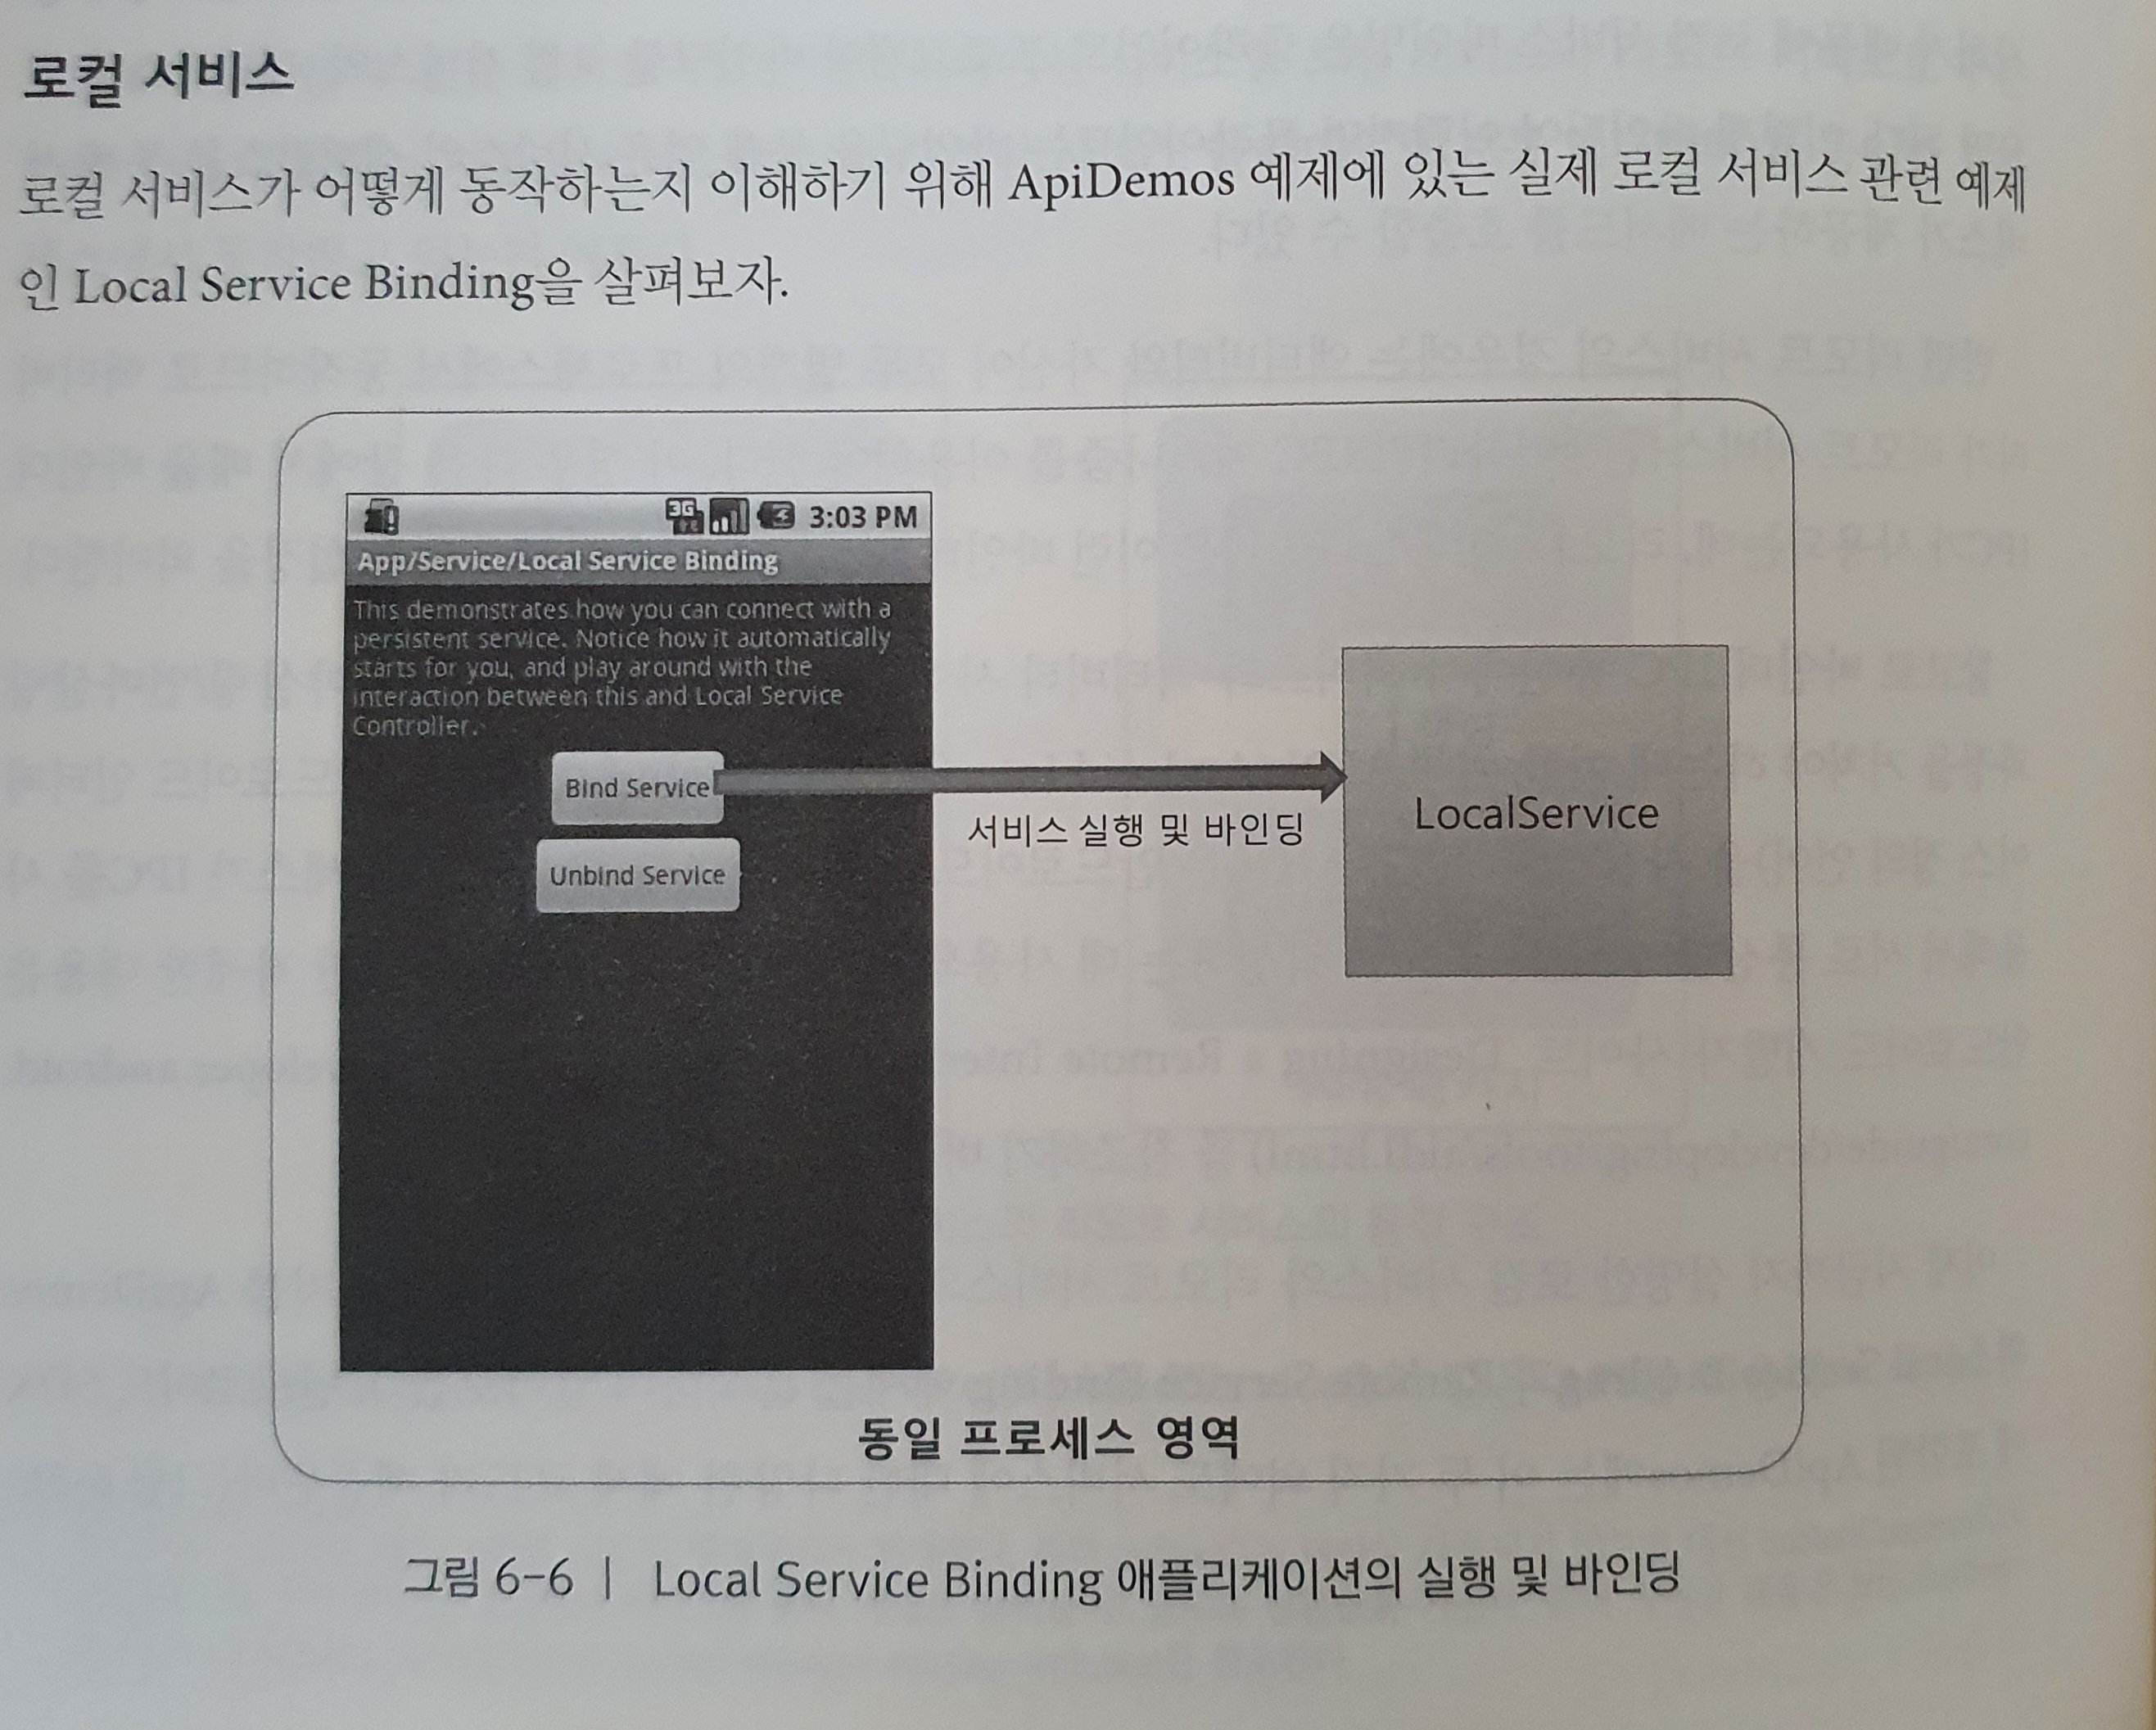 로컬 서비스
로컬 서비스가 어떻게 동작하는지 이해하기 위해 ApiDemos 예제에 있는 실제 로컬 서비스 관련 예제
인 Local Service Binding을 살펴보자.
3G 3:03 PM
App/Service/Local Service Binding
This demonstrates how you can connect with a
persistent service. Notice how it automatically
starts for you, and play around with the
interaction between this and Local Service
Controller.
Bind Service
Unbind Service
서비스 실행 및 바인딩
LocalService
동일 프로세스 영역
그림 6-6 | Local Service Binding 애플리케이션의 실행 및 바인딩